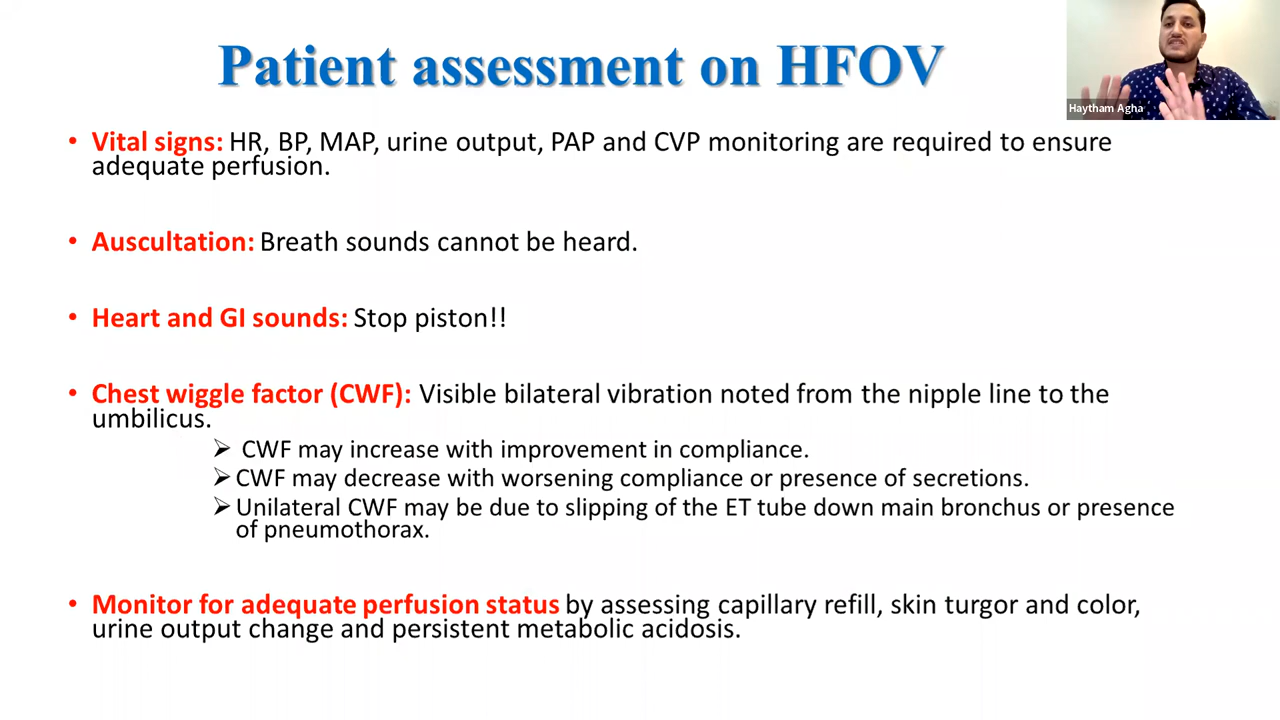 Patient assessment on HFOV
Haytham Agha
• Vital signs: HR, BP, MAP, urine output, PAP and CVP monitoring are required to ensure
adequate perfusion.
• Auscultation: Breath sounds cannot be heard.
• Heart and GI sounds: Stop piston!!
• Chest wiggle factor (CWF): Visible bilateral vibration noted from the nipple line to the
umbilicus.
➢ CWF may increase with improvement in compliance.
➢ CWF may decrease with worsening compliance or presence of secretions.
➢ Unilateral CWF may be due to slipping of the ET tube down main bronchus or presence
of pneumothorax.
• Monitor for adequate perfusion status by assessing capillary refill, skin turgor and color,
urine output change and persistent metabolic acidosis.